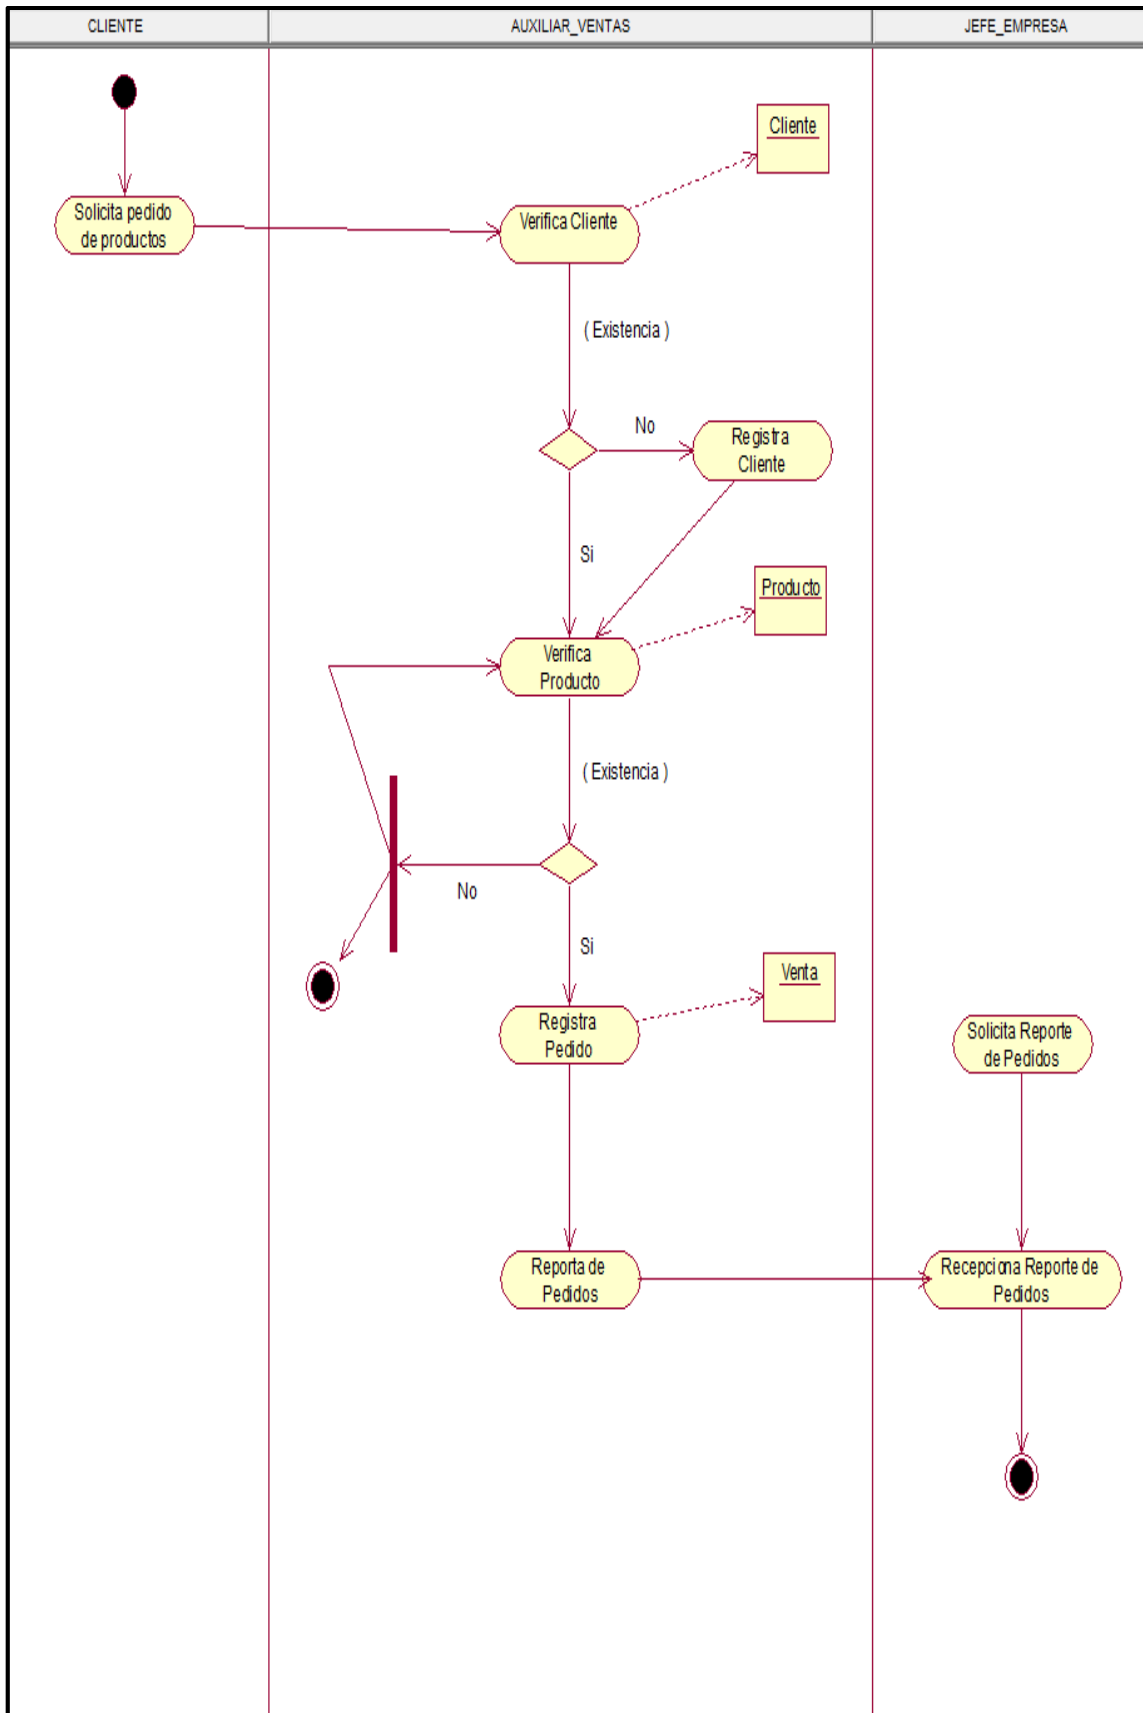 CLIENTE
AUXILIAR_VENTAS
JEFE_EMPRESA
Cliente
Solicita pedido
de productos
Verifica Cliente
( Existencia )
No
Registra
Cliente
Si
Producto
Verifica
Producto
( Existencia )
No
Si
Venta
Registra
Pedido
Solicita Reporte
de Pedidos
Reporta de
Pedidos
Recepciona Reporte de
Pedidos